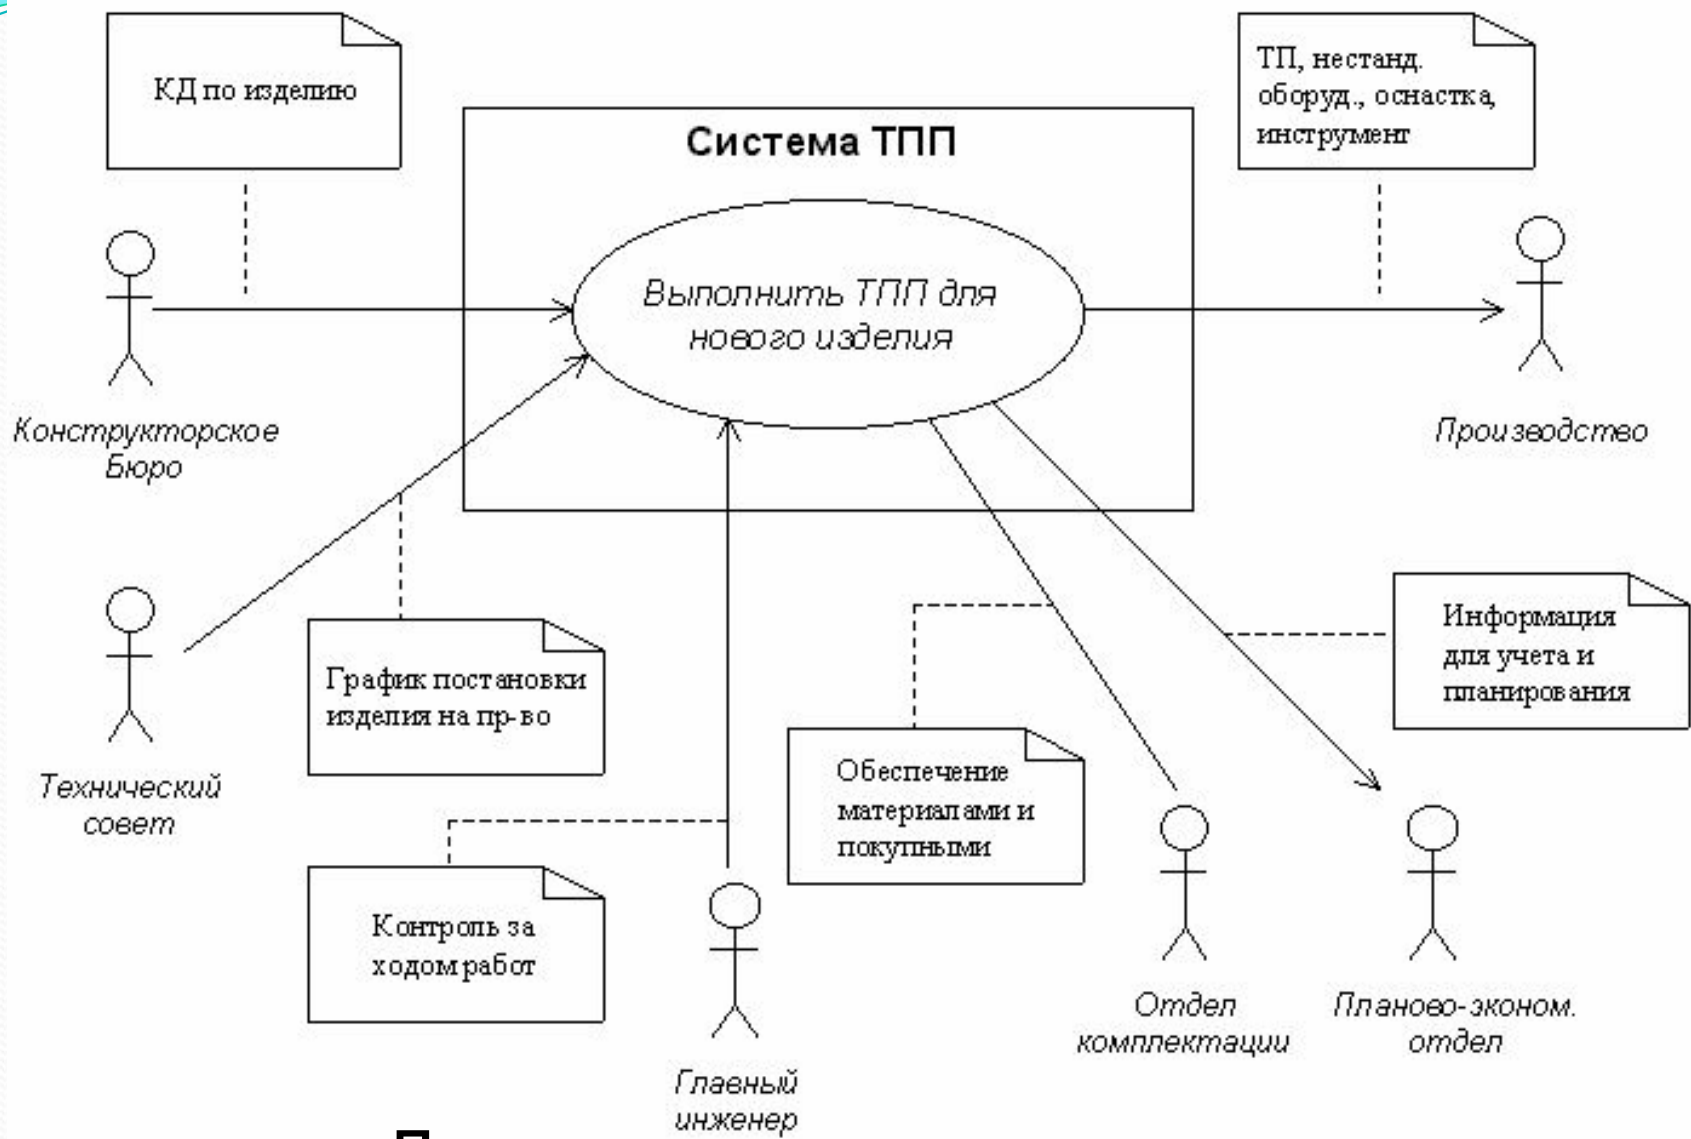 КД по изделию
ТП, нестанд.
оборуд., оснастка,
инструмент
Система ТПП
Выполнить ТПП для
нового изделия
Конструкторское
Бюро
Производство
График постановки
изделия на пр-во
Информация
для учета и
планирования
Технический
совет
Обеспечение
материалами и
покупными
Контроль за
ходом работ
Главный
инженер
Отдел
комплектации
Планово-эконом.
отдел